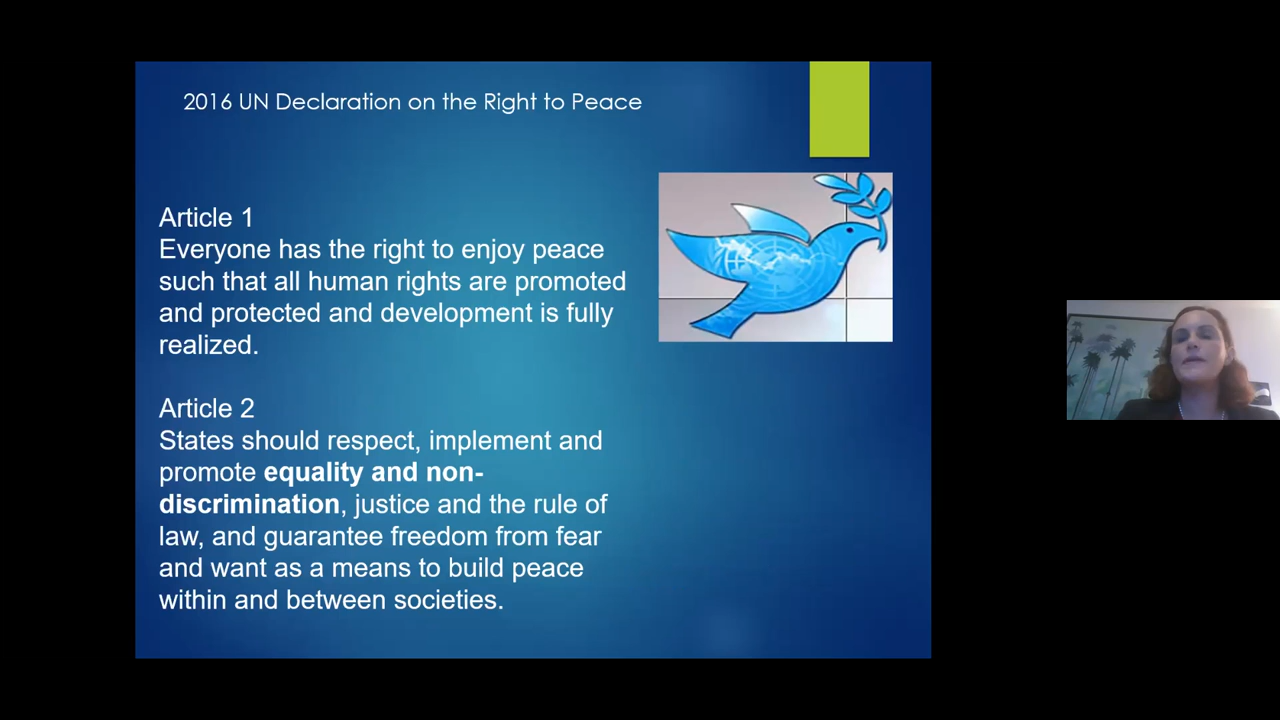 2016 UN Declaration on the Right to Peace
Article 1
Everyone has the right to enjoy peace
such that all human rights are promoted
and protected and development is fully
realized.
Article 2
States should respect, implement and
promote equality and non-
discrimination, justice and the rule of
law, and guarantee freedom from fear
and want as a means to build peace
within and between societies.